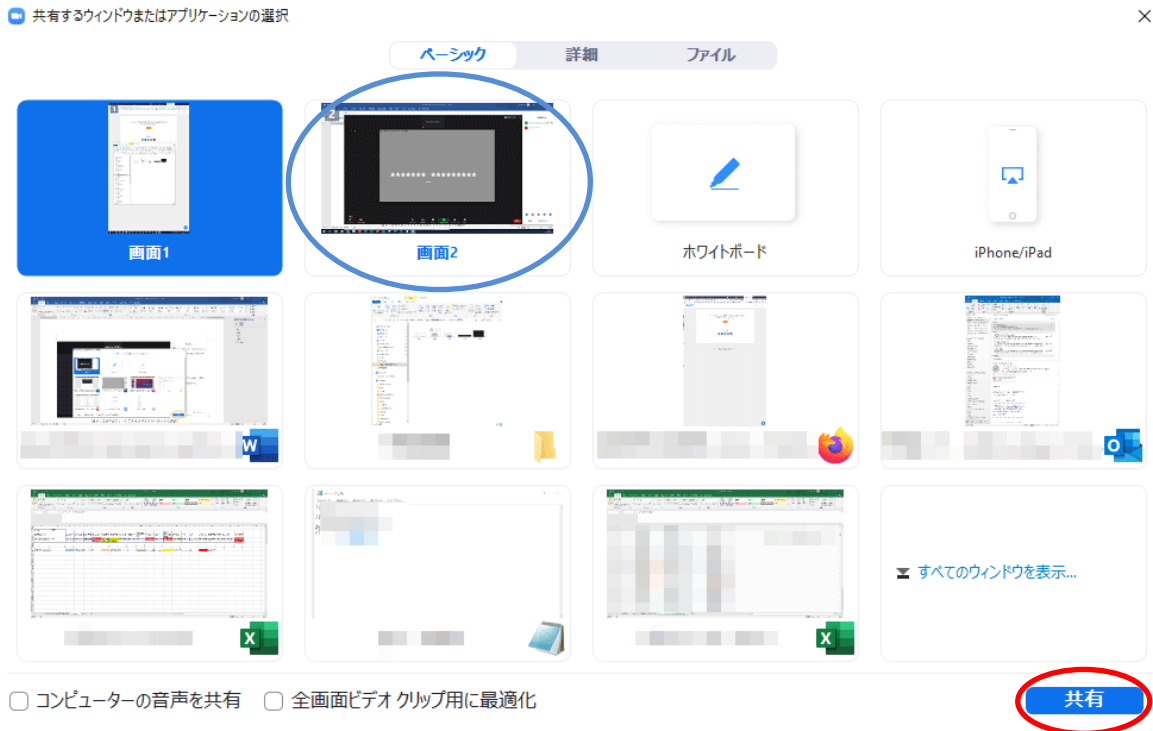 共有するウィンドウまたはアプリケーションの選択
ベーシック
詳細
ファイル
1
2
******* *********
画面1
画面2
ホワイトボード
iPhone/iPad
W
O
X
X
すべてのウィンドウを表示...
コンピューターの音声を共有
全画面ビデオ クリップ用に最適化
共有